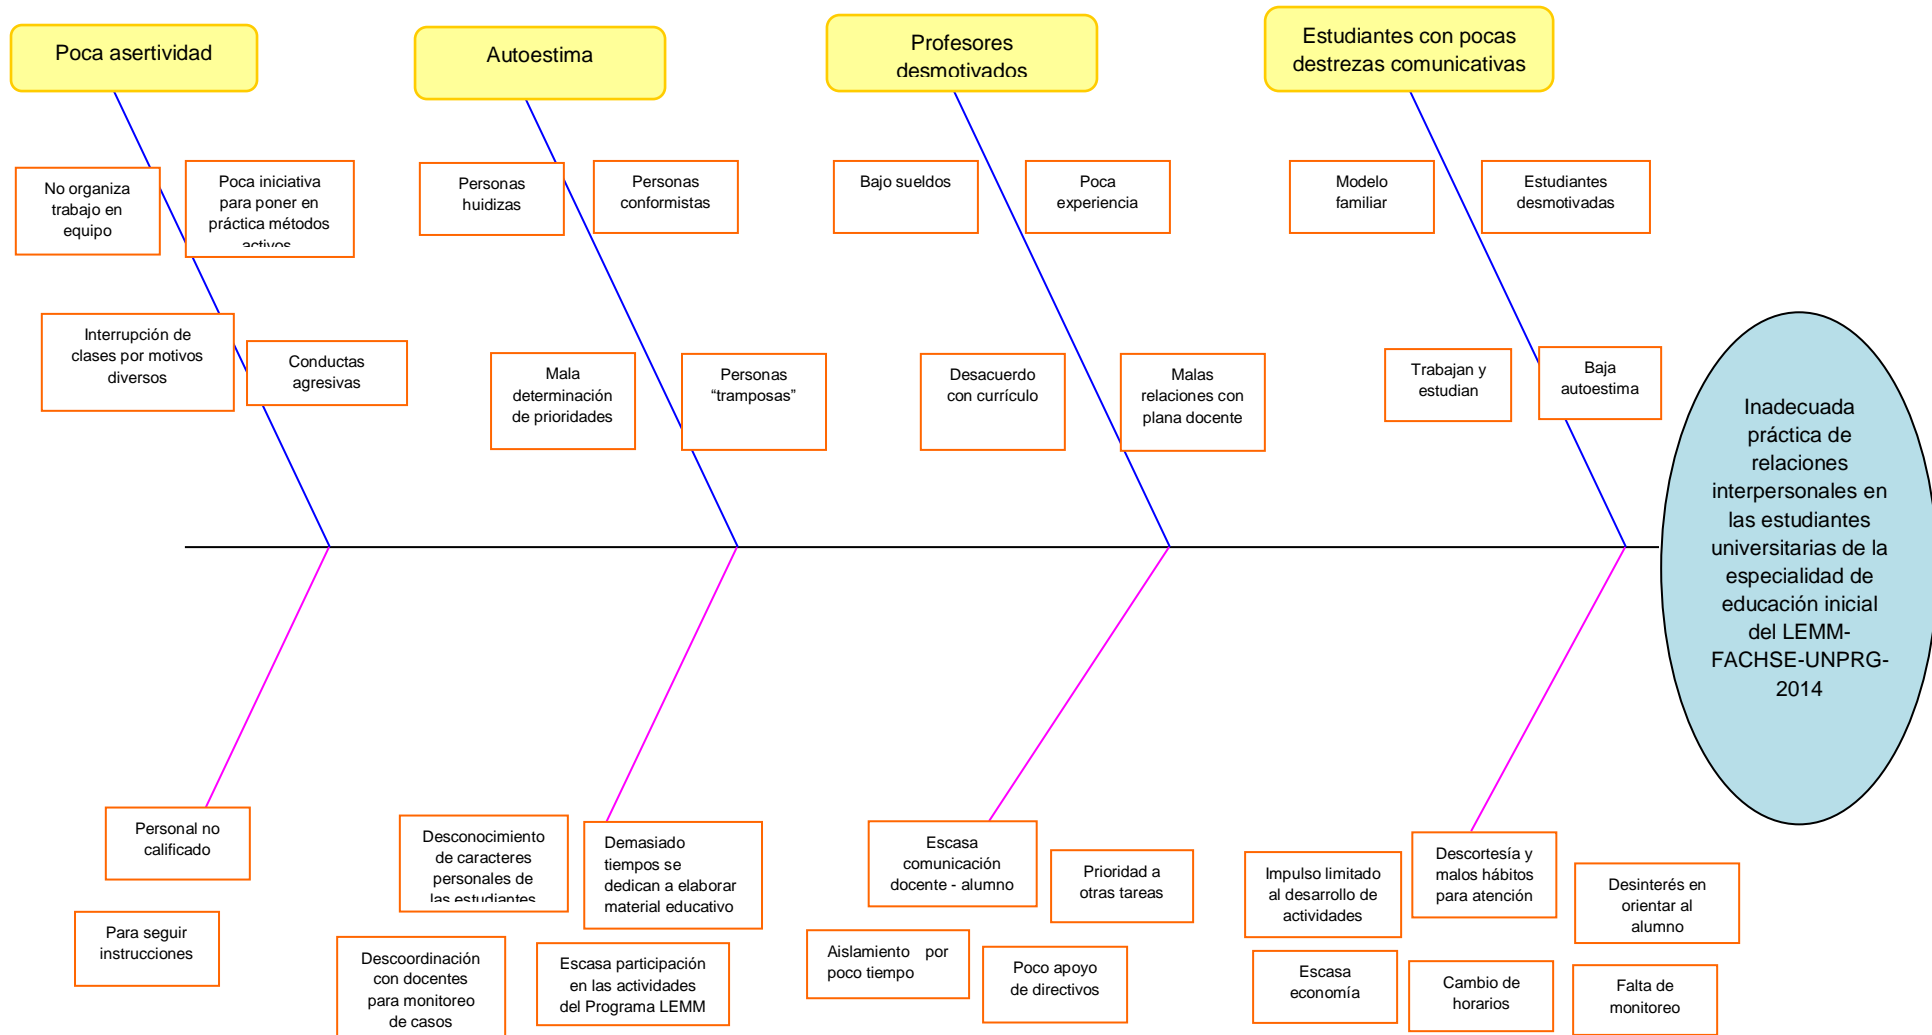 Poca asertividad
Autoestima
Profesores
desmotivados
Estudiantes con pocas
destrezas comunicativas
No organiza
trabajo en
equipo
Poca iniciativa
para poner en
práctica métodos
activos
Personas
huidizas
Personas
conformistas
Bajo sueldos
Poca
experiencia
Modelo
familiar
Estudiantes
desmotivadas
Interrupción de
clases por motivos
diversos
Conductas
agresivas
Mala
determinación
de prioridades
Personas
“tramposas”
Desacuerdo
con currículo
Malas
relaciones con
plana docente
Trabajan y
estudian
Baja
autoestima
Inadecuada
práctica de
relaciones
interpersonales en
las estudiantes
universitarias de la
especialidad de
educación inicial
del LEMM-
FACHSE-UNPRG-
2014
Personal no
calificado
Desconocimiento
de caracteres
personales de
las estudiantes
Demasiado
tiempos se
dedican a elaborar
material educativo
Escasa
comunicación
docente - alumno
Prioridad a
otras tareas
Impulso limitado
al desarrollo de
actividades
Descortesía y
malos hábitos
para atención
Desinterés en
orientar al
alumno
Para seguir
instrucciones
Descoordinación
con docentes
para monitoreo
de casos
Escasa participación
en las actividades
del Programa LEMM
Aislamiento por
poco tiempo
Poco apoyo
de directivos
Escasa
economía
Cambio de
horarios
Falta de
monitoreo